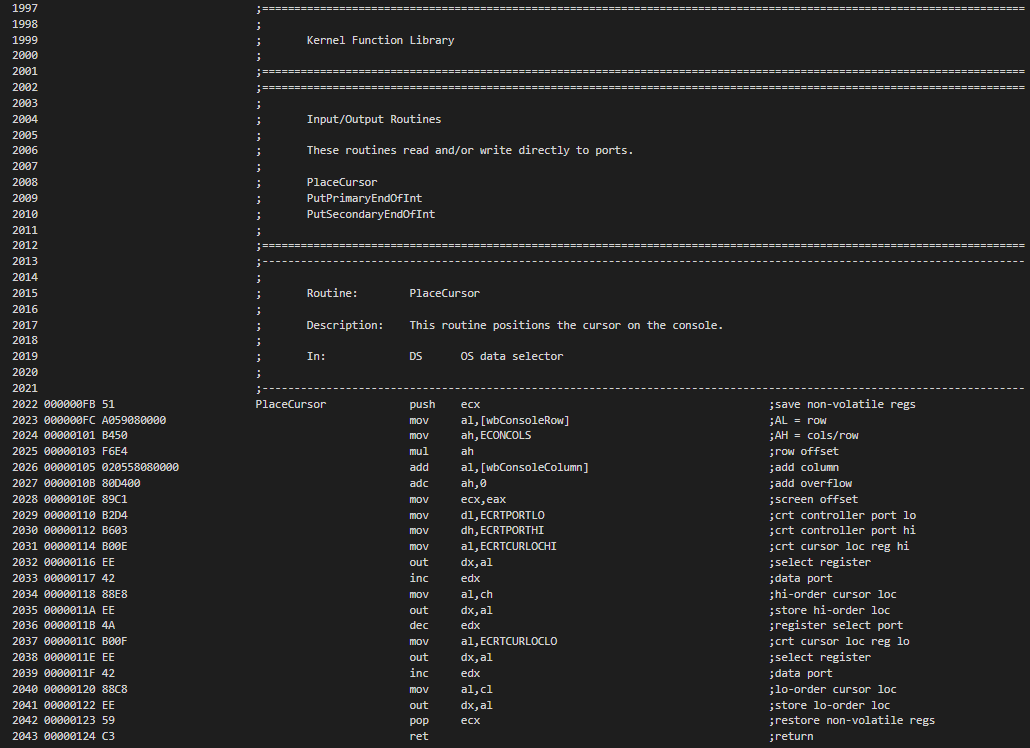 1997 ;=======================================================================================================================
1998 ;
1999 ; Kernel Function Library
2000 ;
2001 ;=======================================================================================================================
2002 ;=======================================================================================================================
2003 ;
2004 ; Input/Output Routines
2005 ;
2006 ; These routines read and/or write directly to ports.
2007 ;
2008 ; PlaceCursor
2009 ; PutPrimaryEndOfInt
2010 ; PutSecondaryEndOfInt
2011 ;
2012 ;=======================================================================================================================
2013 ;-----------------------------------------------------------------------------------------------------------------------
2014 ;
2015 ; Routine: PlaceCursor
2016 ;
2017 ; Description: This routine positions the cursor on the console.
2018 ;
2019 ; In: DS OS data selector
2020 ;
2021 ;-----------------------------------------------------------------------------------------------------------------------
2022 000000FB 51 PlaceCursor push ecx ;save non-volatile regs
2023 000000FC A059080000 mov al,[wbConsoleRow] ;AL = row
2024 00000101 B450 mov ah,ECONCOLS ;AH = cols/row
2025 00000103 F6E4 mul ah ;row offset
2026 00000105 020558080000 add al,[wbConsoleColumn] ;add column
2027 0000010B 80D400 adc ah,0 ;add overflow
2028 0000010E 89C1 mov ecx,eax ;screen offset
2029 00000110 B2D4 mov dl,ECRTPORTLO ;crt controller port lo
2030 00000112 B603 mov dh,ECRTPORTHI ;crt controller port hi
2031 00000114 B00E mov al,ECRTCURLOCHI ;crt cursor loc reg hi
2032 00000116 EE out dx,al ;select register
2033 00000117 42 inc edx ;data port
2034 00000118 88E8 mov al,ch ;hi-order cursor loc
2035 0000011A EE out dx,al ;store hi-order loc
2036 0000011B 4A dec edx ;register select port
2037 0000011C B00F mov al,ECRTCURLOCLO ;crt cursor loc reg lo
2038 0000011E EE out dx,al ;select register
2039 0000011F 42 inc edx ;data port
2040 00000120 88C8 mov al,cl ;lo-order cursor loc
2041 00000122 EE out dx,al ;store lo-order loc
2042 00000123 59 pop ecx ;restore non-volatile regs
2043 00000124 C3 ret ;return